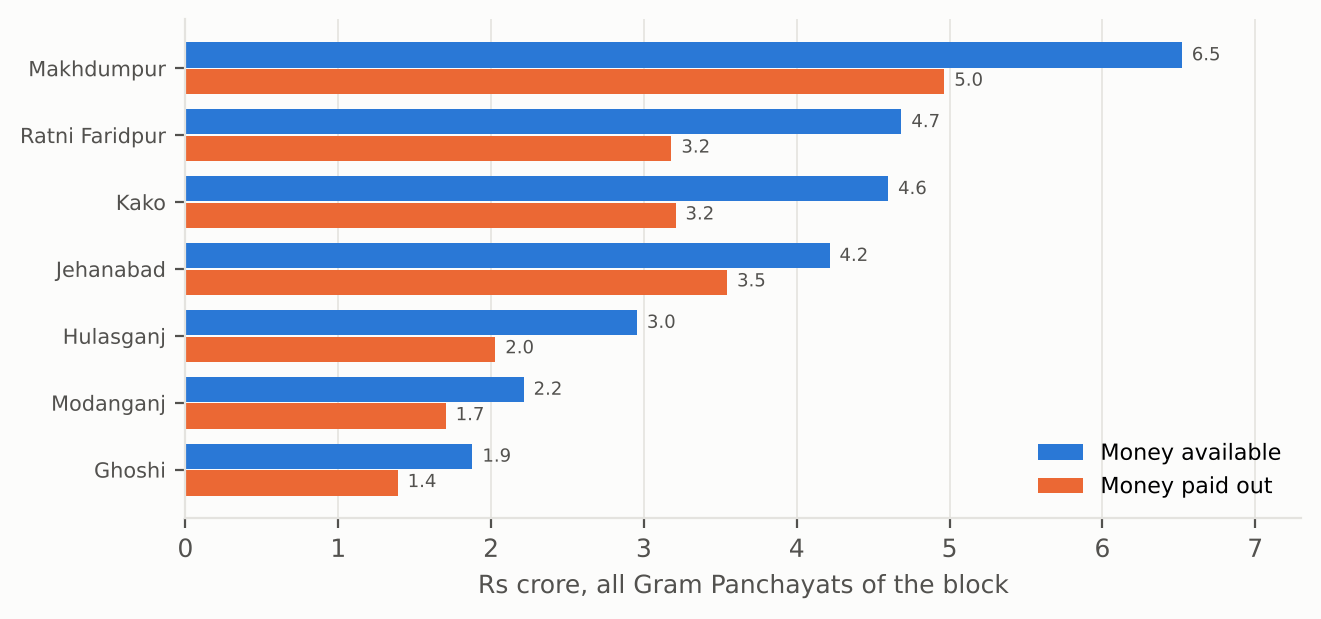 Makhdumpur
6.5
5.0
Ratni Faridpur
4.7
3.2
Kako
4.6
3.2
Jehanabad
4.2
3.5
Hulasganj
3.0
2.0
Modanganj
2.2
1.7
Ghoshi
1.9
1.4
Money available
Money paid out
0 1 2 3 4 5 6 7
Rs crore, all Gram Panchayats of the block